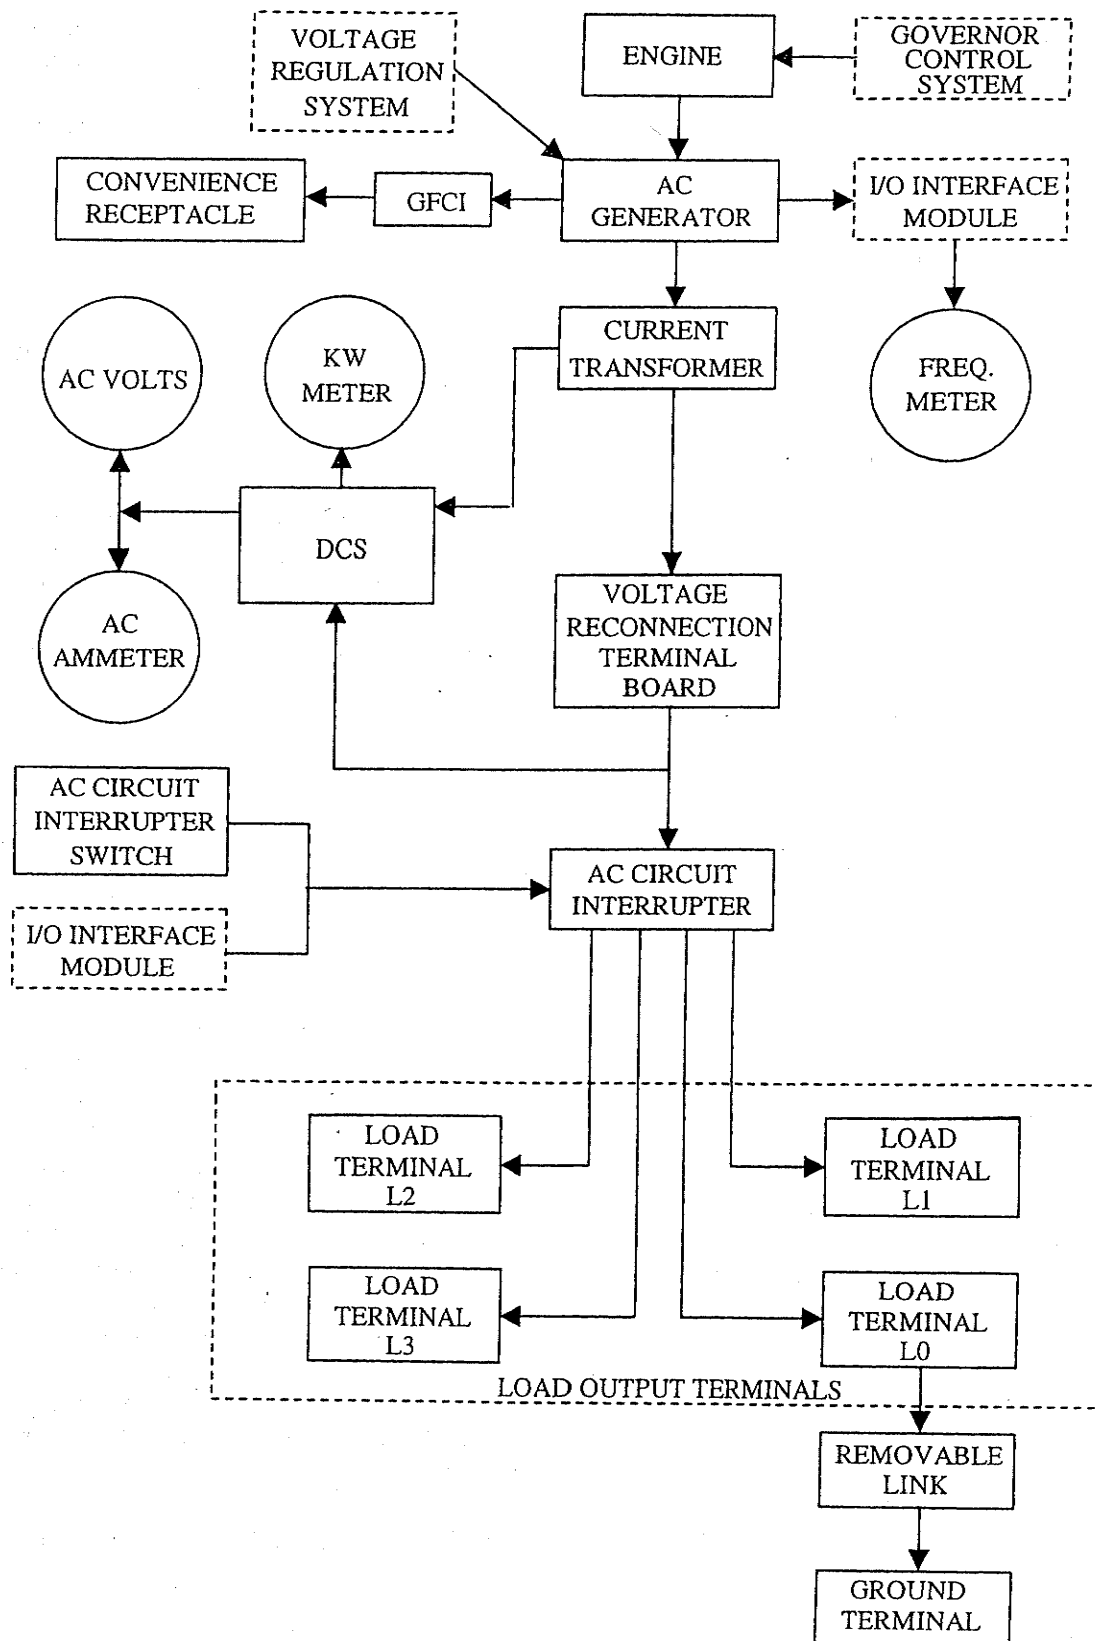 VOLTAGE
REGULATION
SYSTEM
ENGINE
GOVERNOR
CONTROL
SYSTEM
CONVENIENCE
RECEPTACLE
GFCI
AC
GENERATOR
I/O INTERFACE
MODULE
AC VOLTS
KW
METER
CURRENT
TRANSFORMER
FREQ.
METER
DCS
AC
AMMETER
VOLTAGE
RECONNECTION
TERMINAL
BOARD
AC CIRCUIT
INTERRUPTER
SWITCH
I/O INTERFACE
MODULE
AC CIRCUIT
INTERRUPTER
LOAD
TERMINAL
L2
LOAD
TERMINAL
L1
LOAD
TERMINAL
L3
LOAD
TERMINAL
L0
LOAD OUTPUT TERMINALS
REMOVABLE
LINK
GROUND
TERMINAL